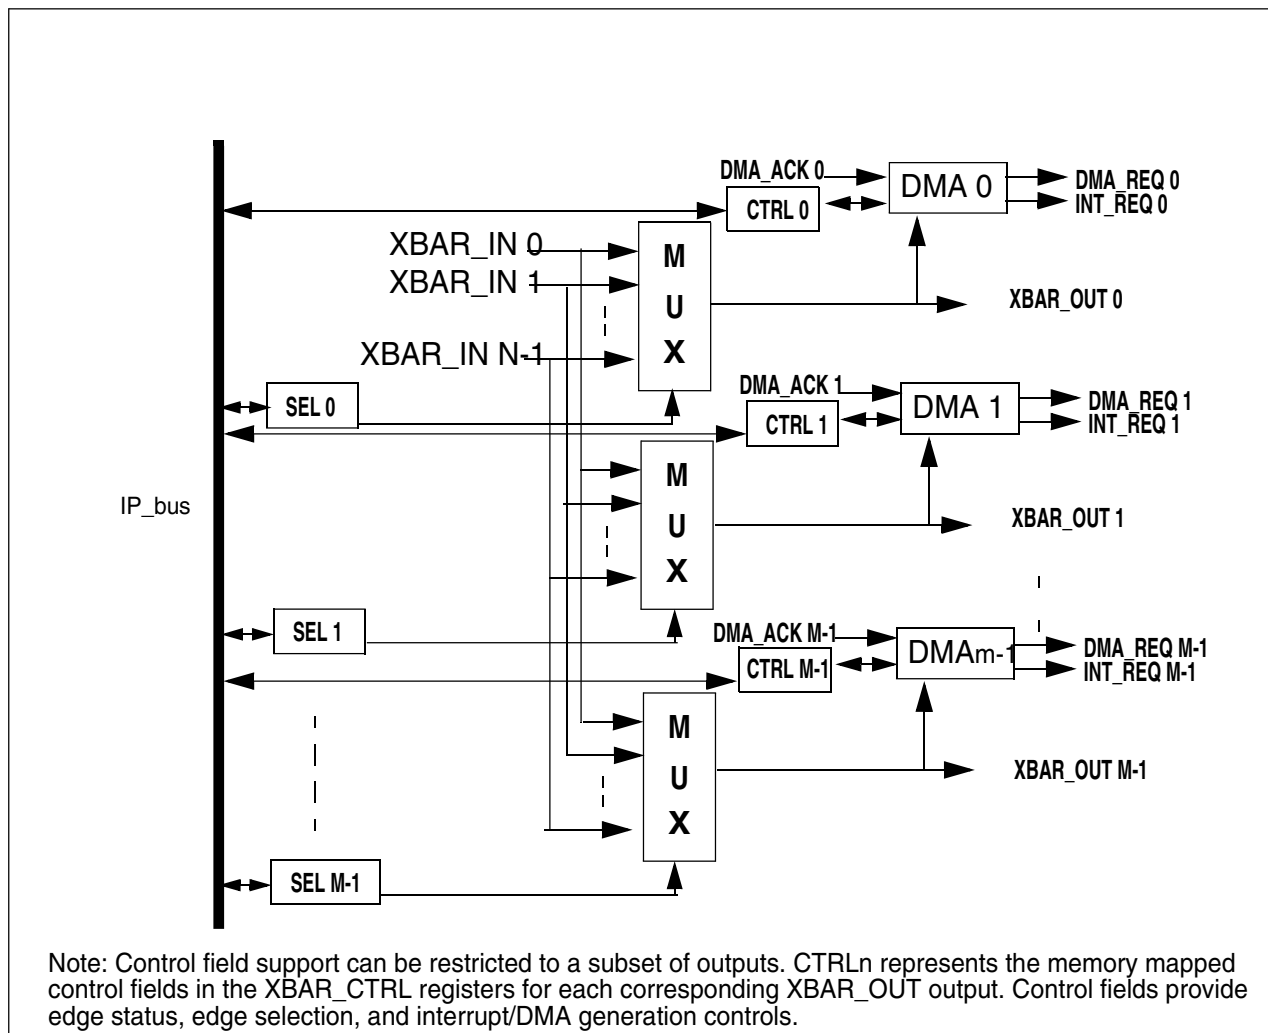 DMA_ACK 0
DMA 0
DMA_REQ 0
CTRL 0
INT_REQ 0
XBAR_IN 0
M
U
X
XBAR_IN 1
XBAR_OUT 0
XBAR_IN N-1
SEL 0
DMA_ACK 1
DMA 1
DMA_REQ 1
CTRL 1
INT_REQ 1
M
U
X
IP_bus
XBAR_OUT 1
SEL 1
DMA_ACK M-1
DMAm-1
DMA_REQ M-1
CTRL M-1
INT_REQ M-1
M
U
X
XBAR_OUT M-1
SEL M-1
Note: Control field support can be restricted to a subset of outputs. CTRLn represents the memory mapped
control fields in the XBAR_CTRL registers for each corresponding XBAR_OUT output. Control fields provide
edge status, edge selection, and interrupt/DMA generation controls.